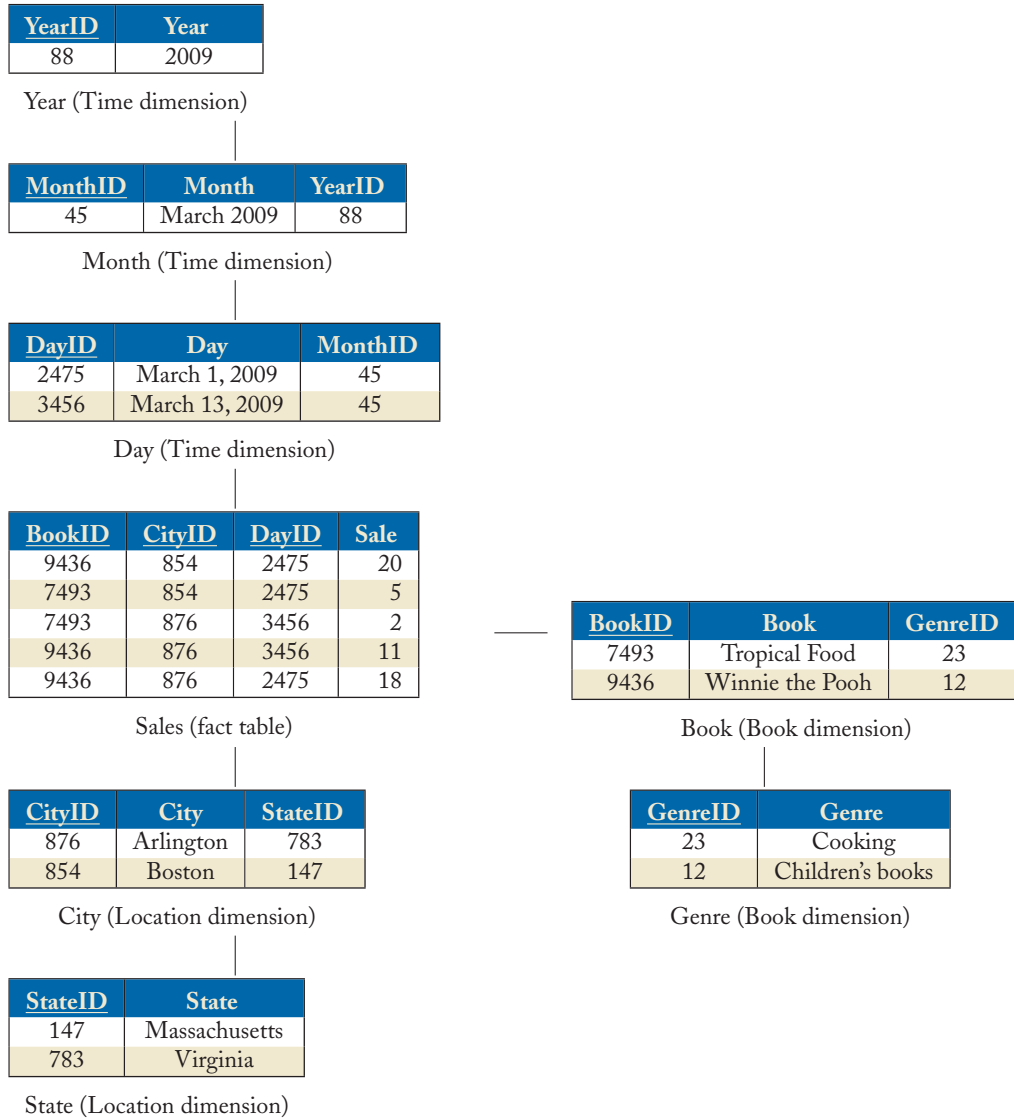 YearID Year
88 2009
Year (Time dimension)
MonthID Month YearID
45 March 2009 88
Month (Time dimension)
DayID Day MonthID
2475 March 1, 2009 45
3456 March 13, 2009 45
Day (Time dimension)
BookID CityID DayID Sale
9436 854 2475 20
7493 854 2475 5
7493 876 3456 2
9436 876 3456 11
9436 876 2475 18
Sales (fact table)
BookID Book GenreID
7493 Tropical Food 23
9436 Winnie the Pooh 12
Book (Book dimension)
CityID City StateID
876 Arlington 783
854 Boston 147
City (Location dimension)
GenreID Genre
23 Cooking
12 Children's books
Genre (Book dimension)
StateID State
147 Massachusetts
783 Virginia
State (Location dimension)